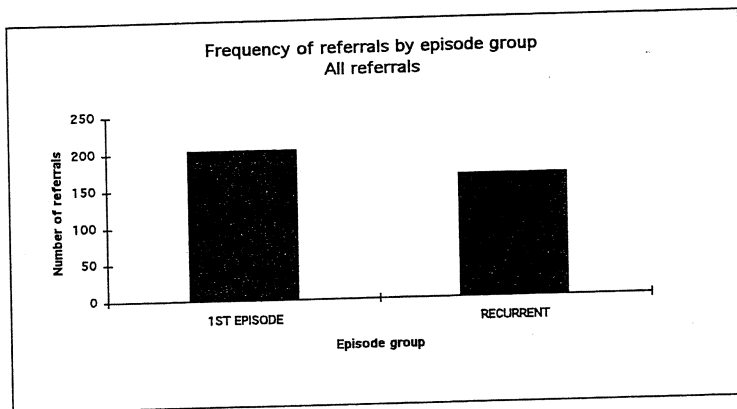 Frequency of referrals by episode group
All referrals
250
200
150
100
50
0
Number of referrals
1ST EPISODE
RECURRENT
Episode group